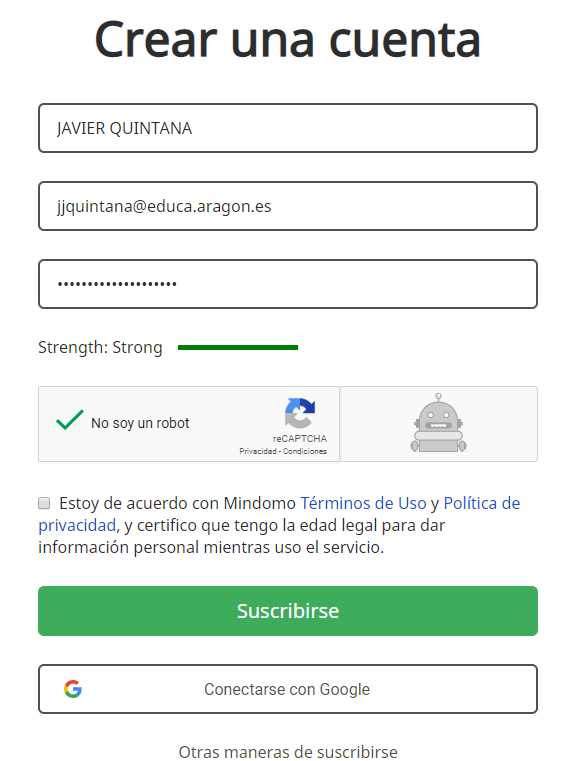 Crear una cuenta
JAVIER QUINTANA
jjquintana@educa.aragon.es
••••••••••••••••••••
Strength: Strong
No soy un robot
reCAPTCHA
Privacidad - Condiciones
Estoy de acuerdo con Mindomo Términos de Uso y Política de
privacidad, y certifico que tengo la edad legal para dar
información personal mientras uso el servicio.
Suscribirse
Conectarse con Google
Otras maneras de suscribirse